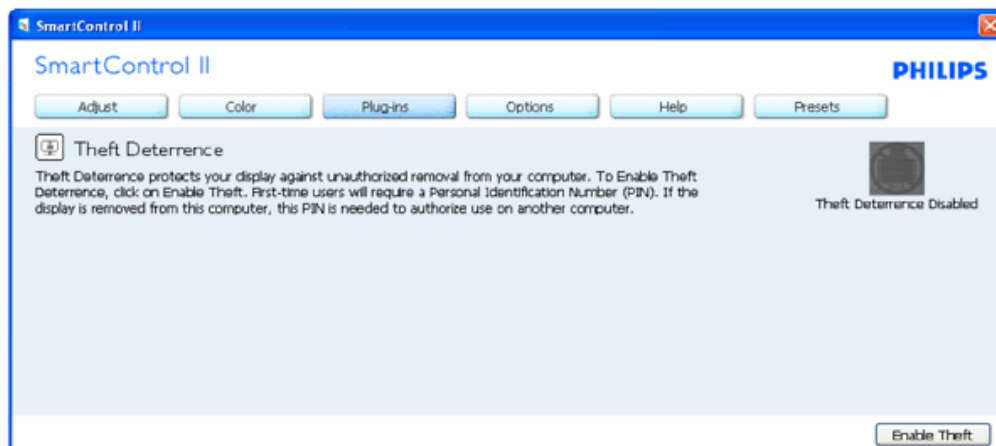 SmartControl II
SmartControl II
PHILIPS
Adjust Color Plug-ins Options Help Presets
Theft Deterrence
Theft Deterrence protects your display against unauthorized removal from your computer. To Enable Theft
Deterrence, click on Enable Theft. First-time users will require a Personal Identification Number (PIN). If the
display is removed from this computer, this PIN is needed to authorize use on another computer.
Theft Deterrence Disabled
Enable Theft